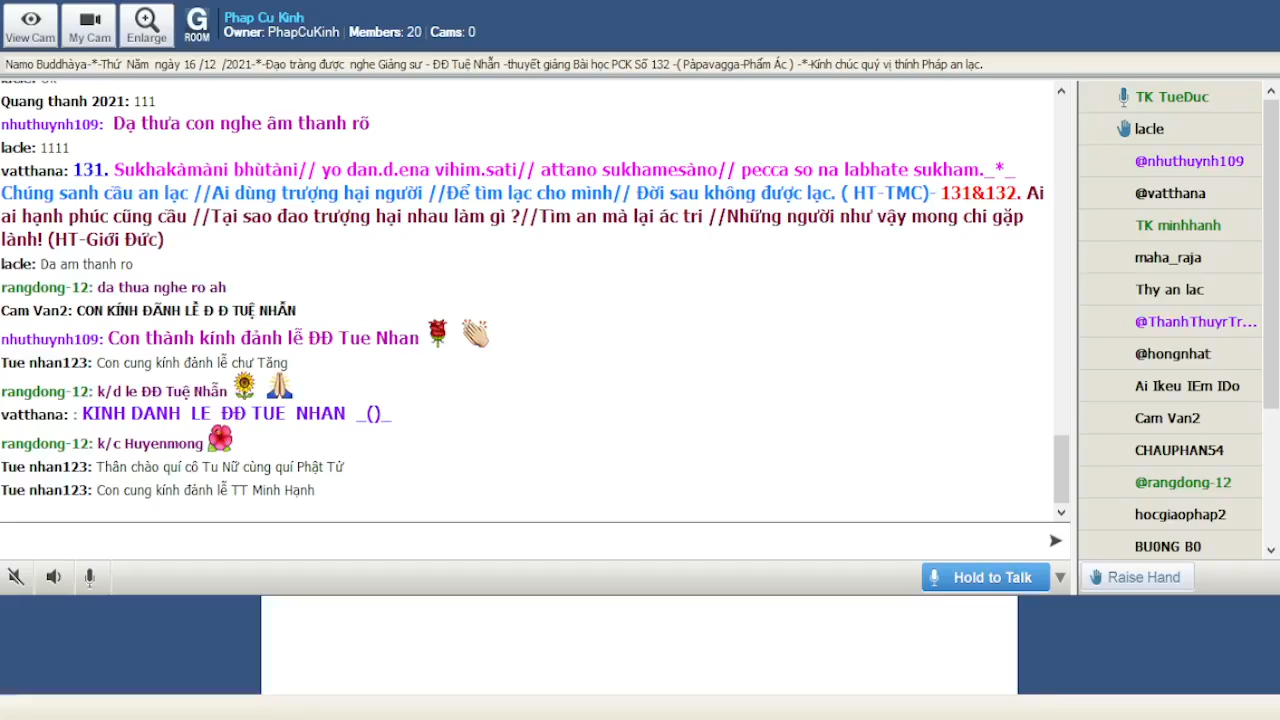 View Cam
My Cam
Enlarge
G
ROOM
Phap Cu Kinh
Owner: PhapCuKinh | Members: 20 | Cams: 0
Namo Buddhàya-*-Thứ Năm ngày 16 /12 /2021-*-Đạo tràng được nghe Giảng sư - ĐĐ Tuệ Nhẫn -thuyết giảng Bài học PCK Số 132 -( Pàpavagga-Phẩm Ác ) -*-Kính chúc quý vị thính Pháp an lạc.
Quang thanh 2021: 111
nhuthuynh109: Dạ thưa con nghe âm thanh rõ
lacle: 1111
vatthana: 131. Sukhakàmàni bhùtàni// yo dan.d.ena vihim.sati// attano sukhamesàno// pecca so na labhate sukham._*_
Chúng sanh cầu an lạc //Ai dùng trượng hại người //Để tìm lạc cho mình// Đời sau không được lạc. ( HT-TMC)- 131&132. Ai
ai hạnh phúc cũng cầu //Tại sao đao trượng hại nhau làm gì ?//Tìm an mà lại ác tri //Những người như vậy mong chi gặp
lành! (HT-Giới Đức)
lacle: Da am thanh ro
rangdong-12: da thua nghe ro ah
Cam Van2: CON KÍNH ĐÃNH LỄ Đ Đ TUỆ NHẪN
nhuthuynh109: Con thành kính đảnh lễ ĐĐ Tue Nhan
Tue nhan123: Con cung kính đảnh lễ chư Tăng
rangdong-12: k/d le ĐĐ Tuệ Nhẫn
vatthana: : KINH DANH LE ĐĐ TUE NHAN _()_
rangdong-12: k/c Huyenmong
Tue nhan123: Thân chào quí cô Tu Nữ cùng quí Phật Tử
Tue nhan123: Con cung kính đảnh lễ TT Minh Hạnh
Hold to Talk
TK TueDuc
lacle
@nhuthuynh109
@vatthana
TK minhhanh
maha_raja
Thy an lac
@ThanhThuyrTr...
@hongnhat
Ai Ikeu IEm IDo
Cam Van2
CHAUPHAN54
@rangdong-12
hocgiaophap2
BU0NG B0
Raise Hand